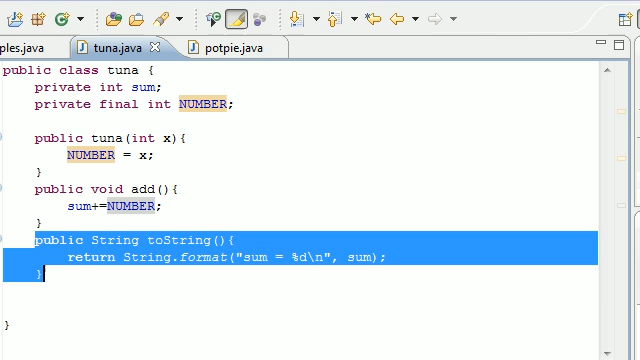 ples.java
tuna.java
potpie.java
public class tuna {
private int sum;
private final int NUMBER;
public tuna(int x){
NUMBER = x;
}
public void add(){
sum+=NUMBER;
}
public String toString(){
return String.format("sum = %d\n", sum);
}
}